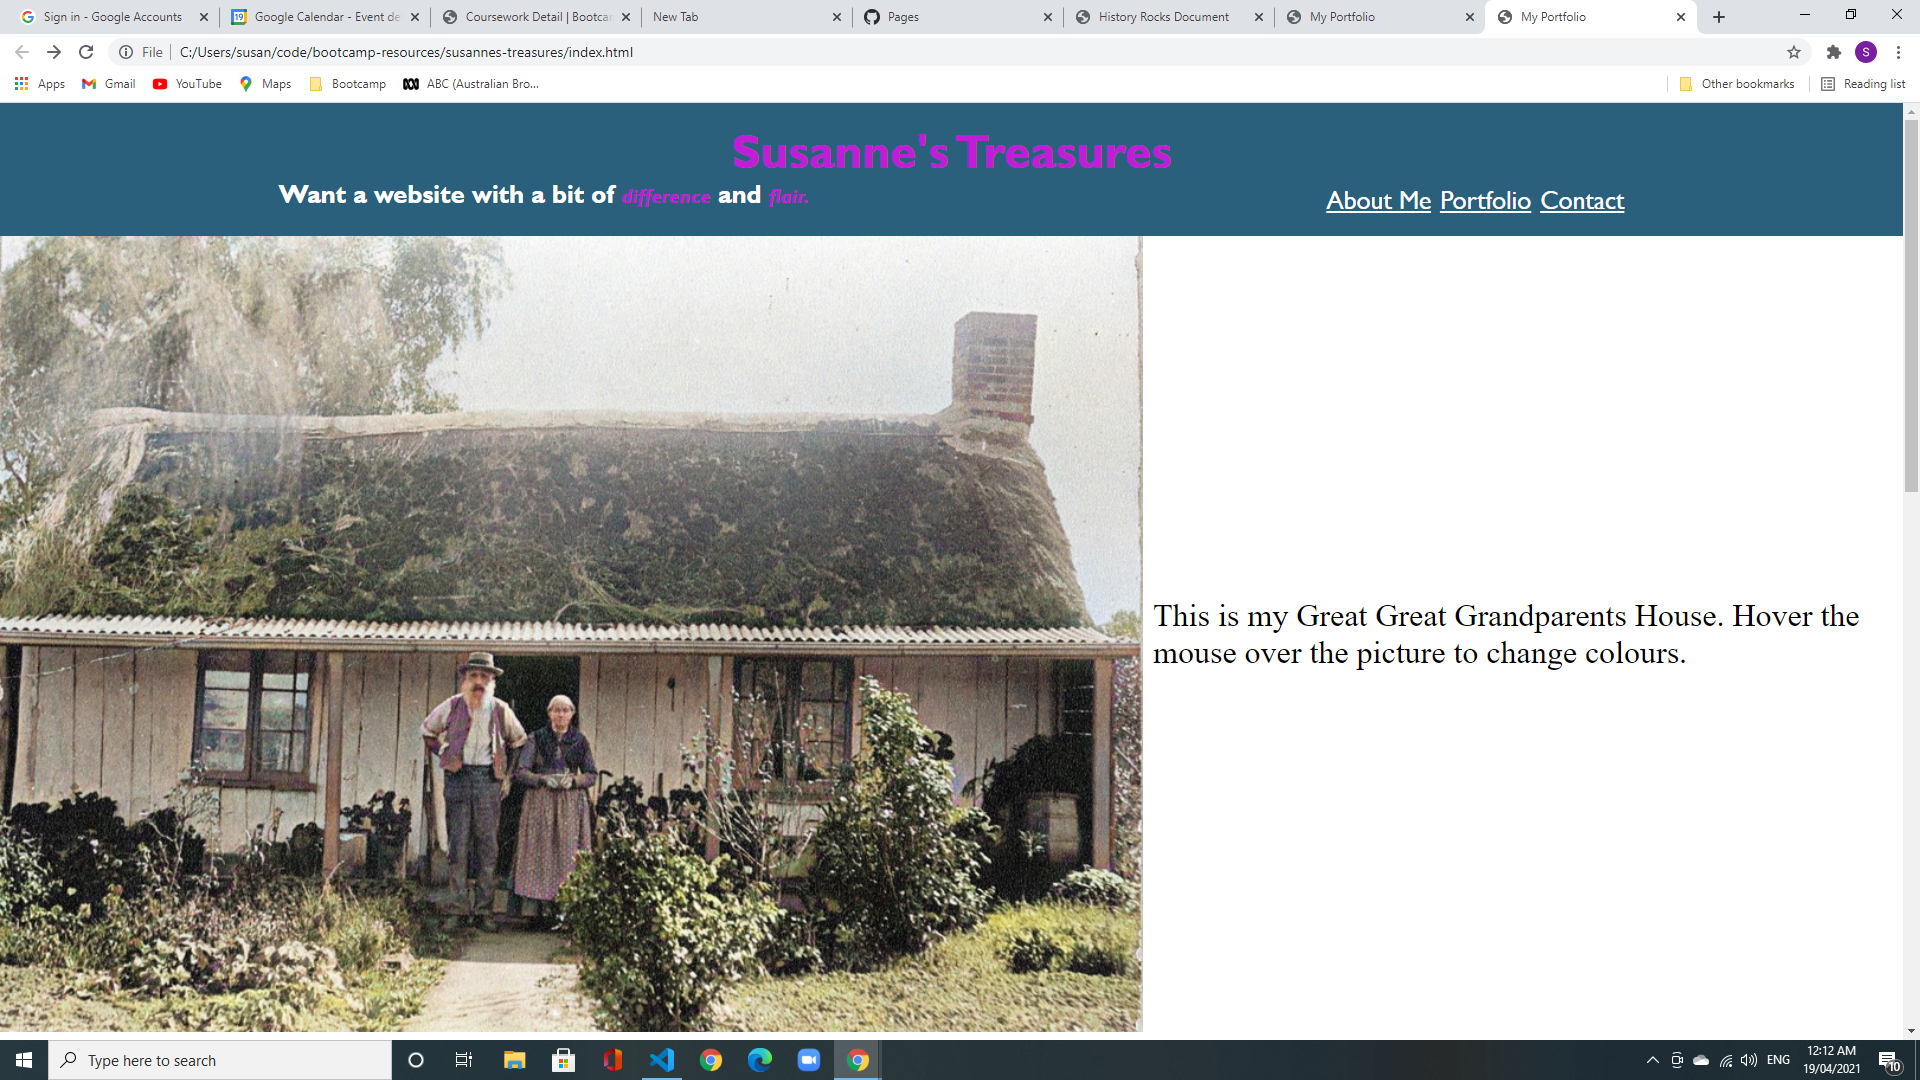 Sign in - Google Accounts
Google Calendar - Event de
Coursework Detail | Bootcam
New Tab
Pages
History Rocks Document
My Portfolio
My Portfolio
File
C:/Users/susan/code/bootcamp-resources/susannes-treasures/index.html
S
Apps
Gmail
YouTube
Maps
Bootcamp
ABC (Australian Bro...
Other bookmarks
Reading list
Susanne's Treasures
Want a website with a bit of difference and flair.
About Me Portfolio Contact
This is my Great Great Grandparents House. Hover the
mouse over the picture to change colours.
Type here to search
ENG
12:12 AM
19/04/2021
10